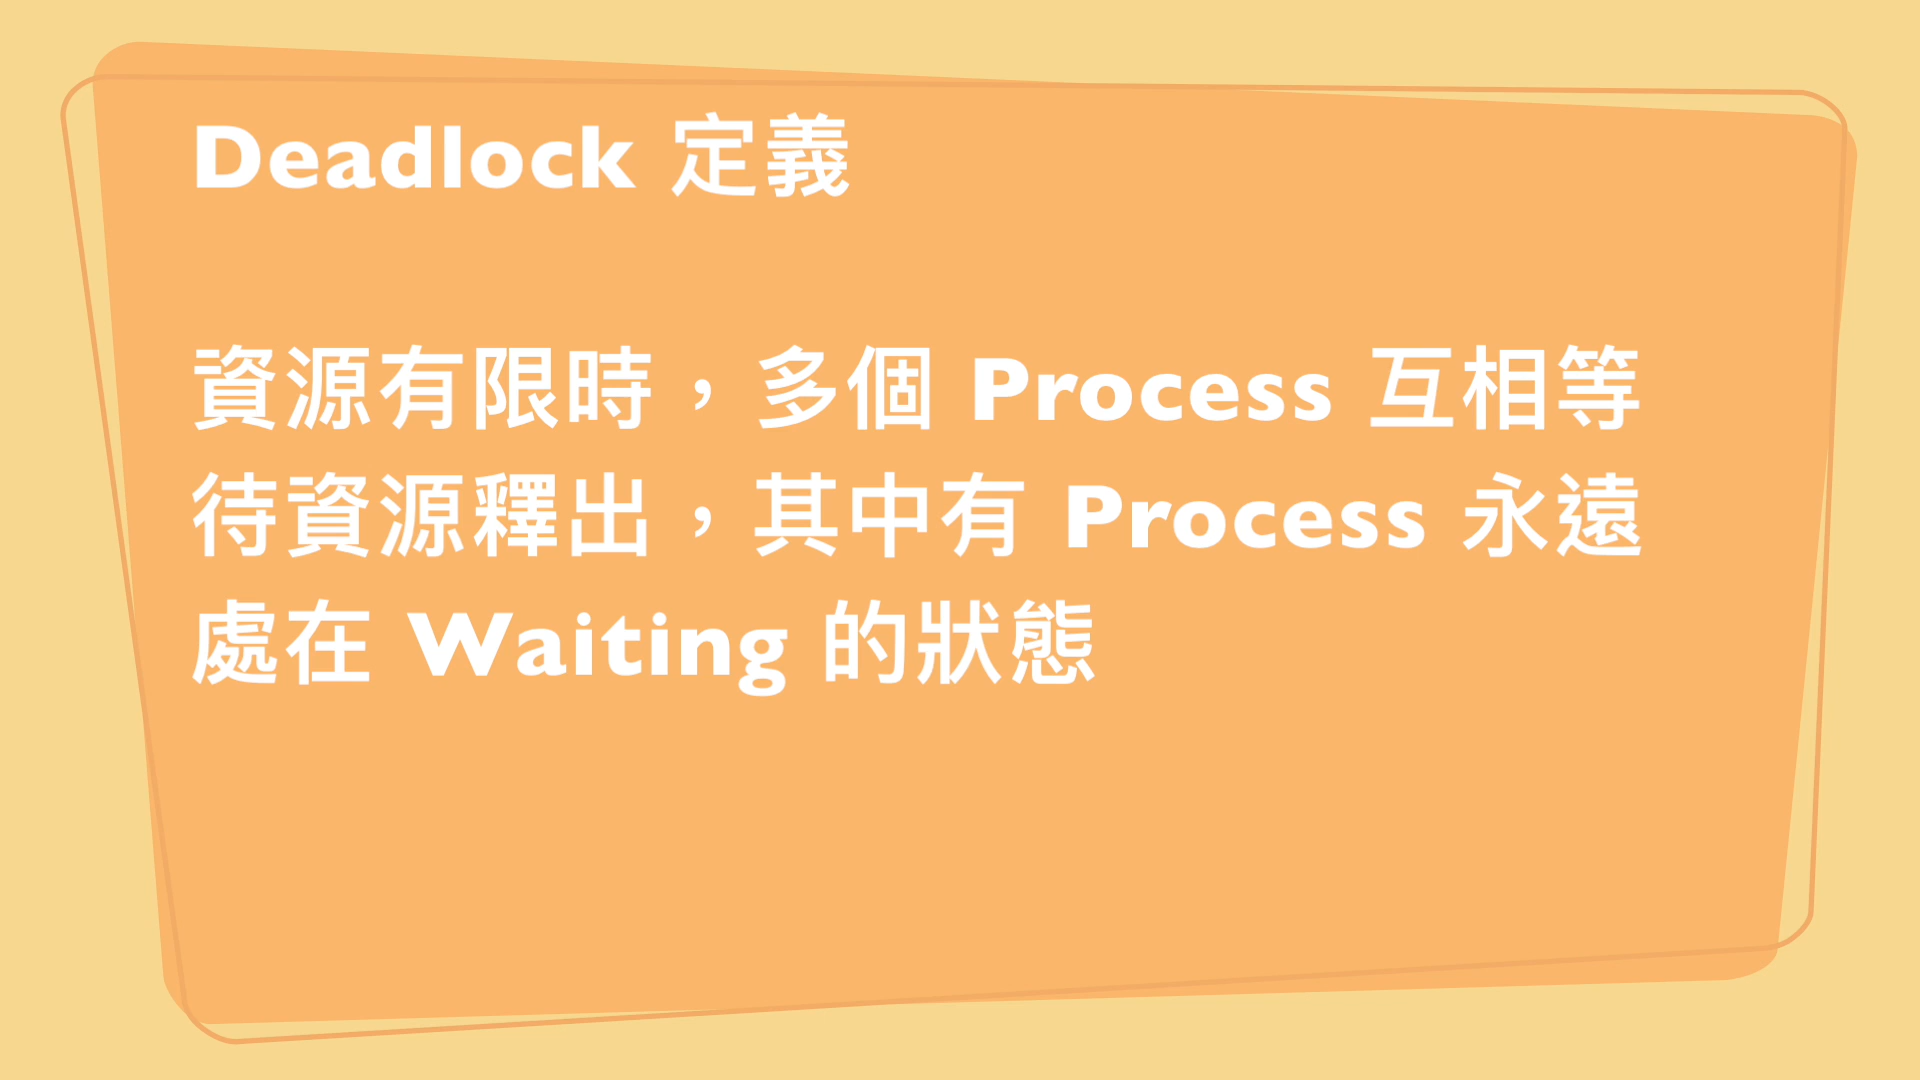 Deadlock 定義
資源有限時，多個 Process 互相等
待資源釋出，其中有 Process 永遠
處在 Waiting 的狀態